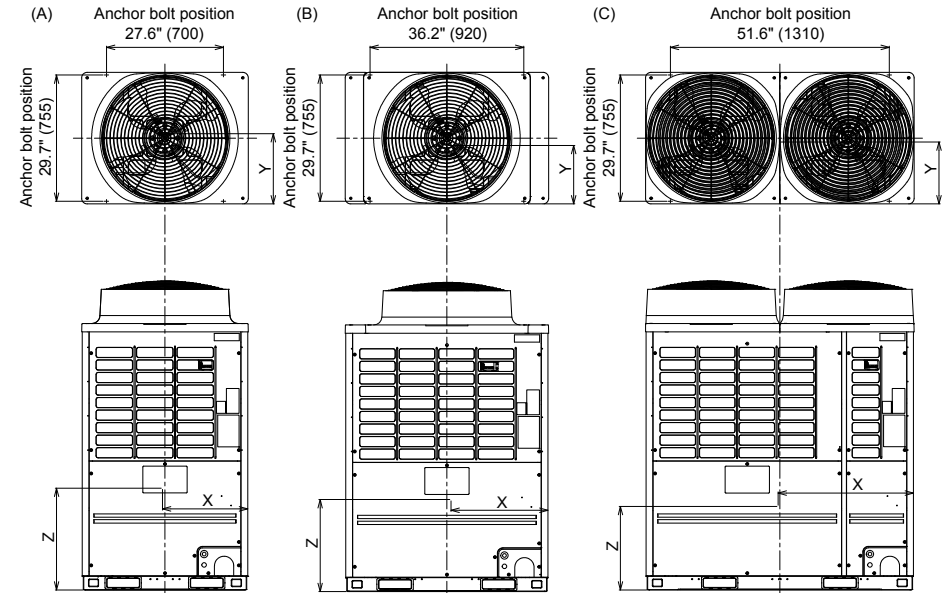 (A)
Anchor bolt position
27.6" (700)
Anchor bolt position
29.7" (755)
Y
(B)
Anchor bolt position
36.2" (920)
Anchor bolt position
29.7" (755)
Y
(C)
Anchor bolt position
51.6" (1310)
Anchor bolt position
29.7" (755)
Y
X
Z
X
Z
X
Z